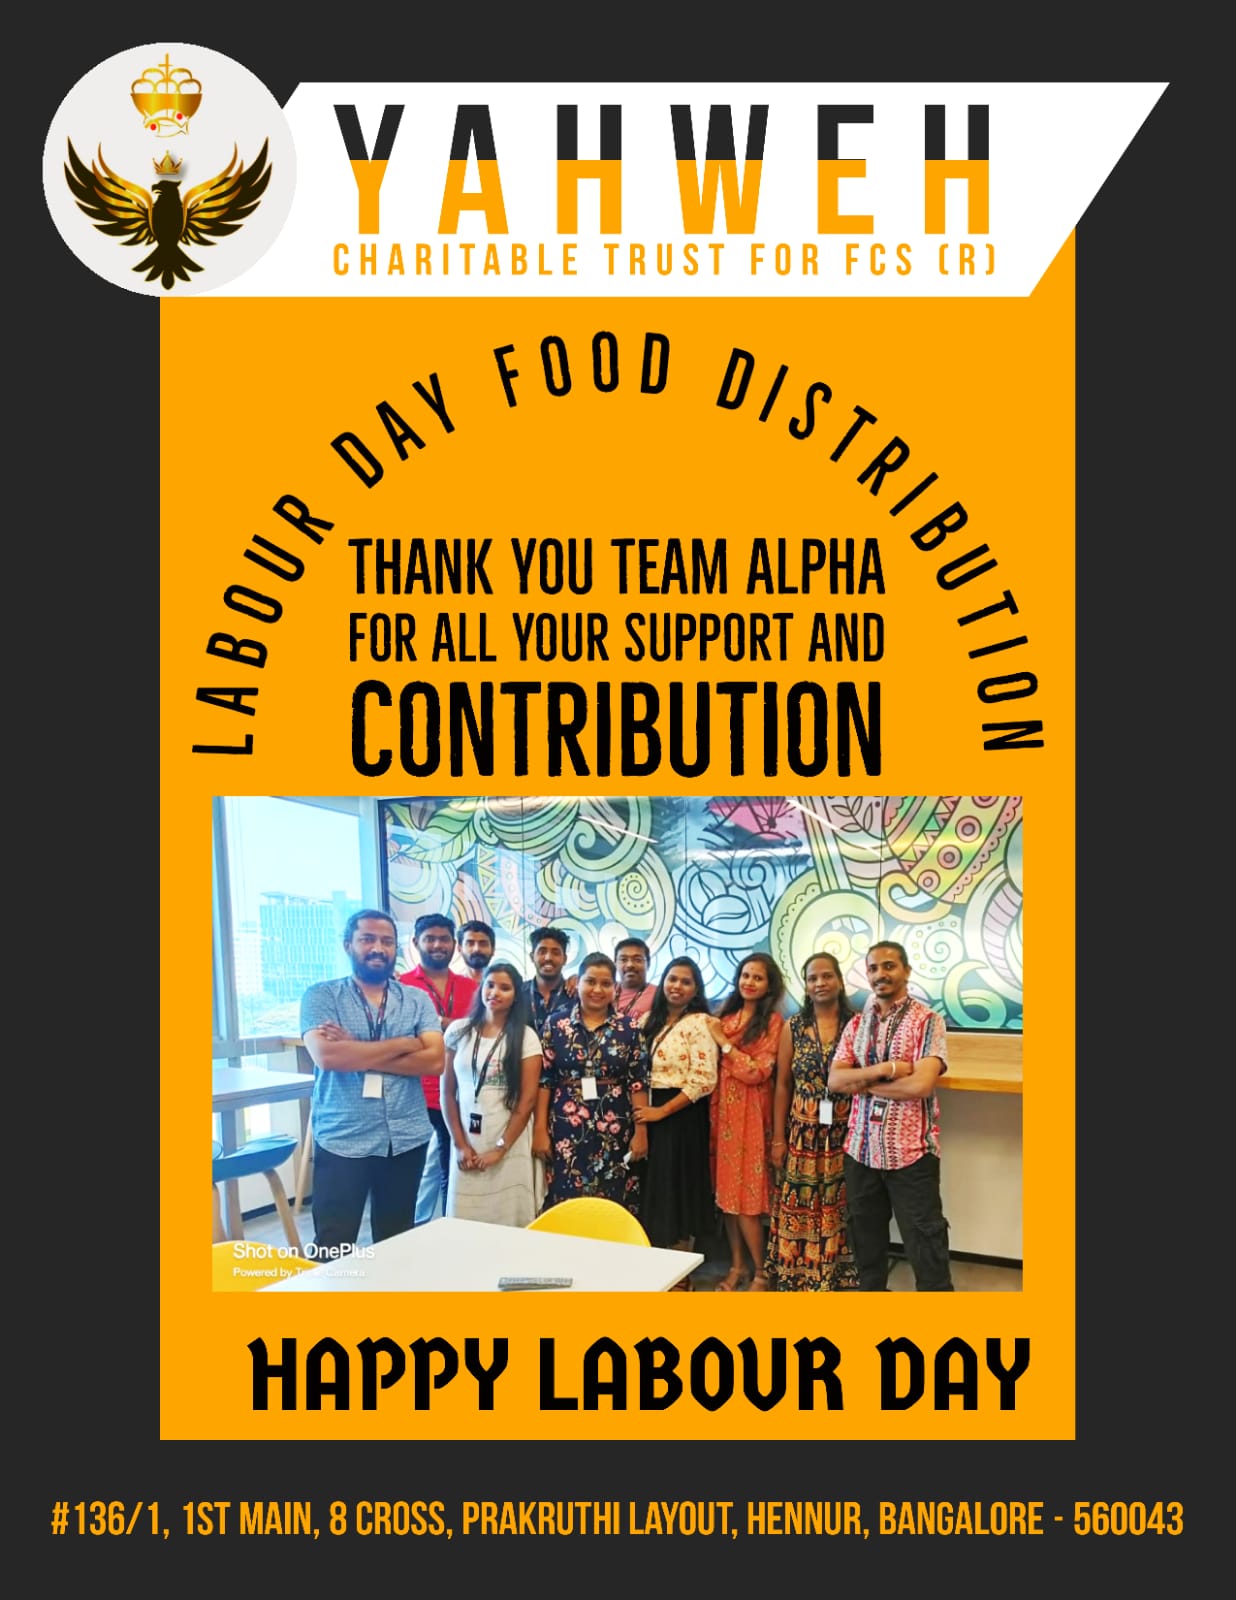 YAHWEH
CHARITABLE TRUST FOR FCS (R)
LABOUR DAY FOOD DISTRIBUTION
THANK YOU TEAM ALPHA
FOR ALL YOUR SUPPORT AND
CONTRIBUTION
Shot on OnePlus
Powered by Triple Camera
HAPPY LABOUR DAY
#136/1, 1ST MAIN, 8 CROSS, PRAKRUTHI LAYOUT, HENNUR, BANGALORE - 560043